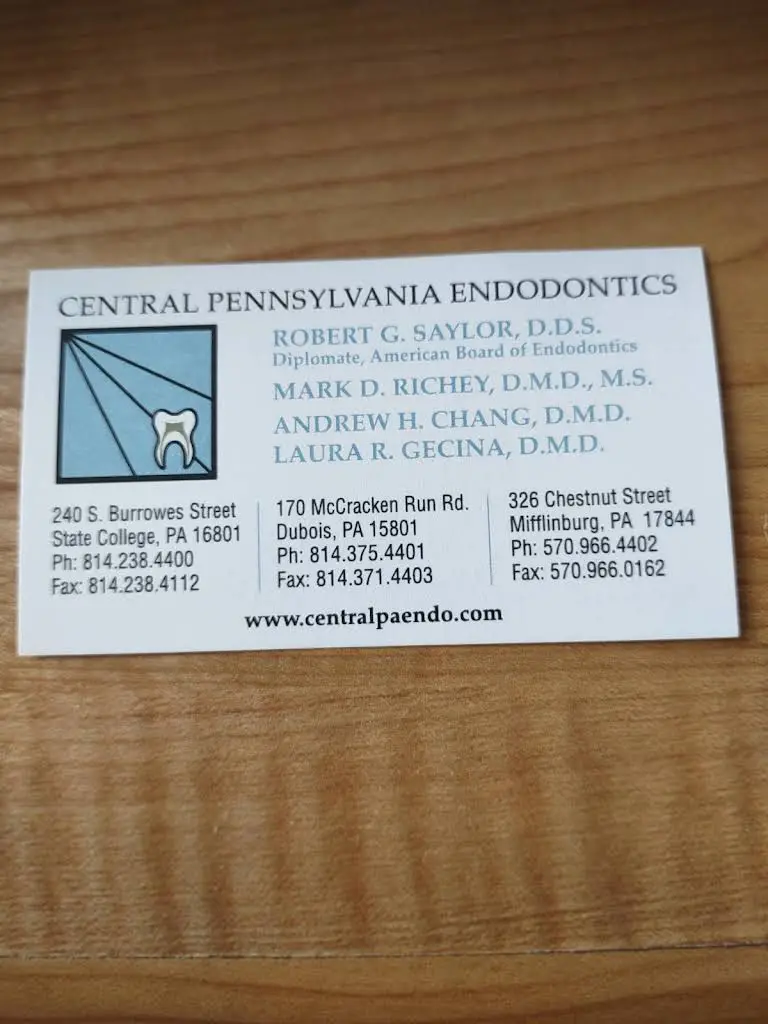 CENTRAL PENNSYLVANIA ENDODONTICS
ROBERT G. SAYLOR, D.D.S.
Diplomate, American Board of Endodontics
MARK D. RICHEY, D.M.D., M.S.
ANDREW H. CHANG, D.M.D.
LAURA R. GECINA, D.M.D.
240 S. Burrowes Street
State College, PA 16801
Ph: 814.238.4400
Fax: 814.238.4112
170 McCracken Run Rd.
Dubois, PA 15801
Ph: 814.375.4401
Fax: 814.371.4403
326 Chestnut Street
Mifflinburg, PA 17844
Ph: 570.966.4402
Fax: 570.966.0162
www.centralpaendo.com